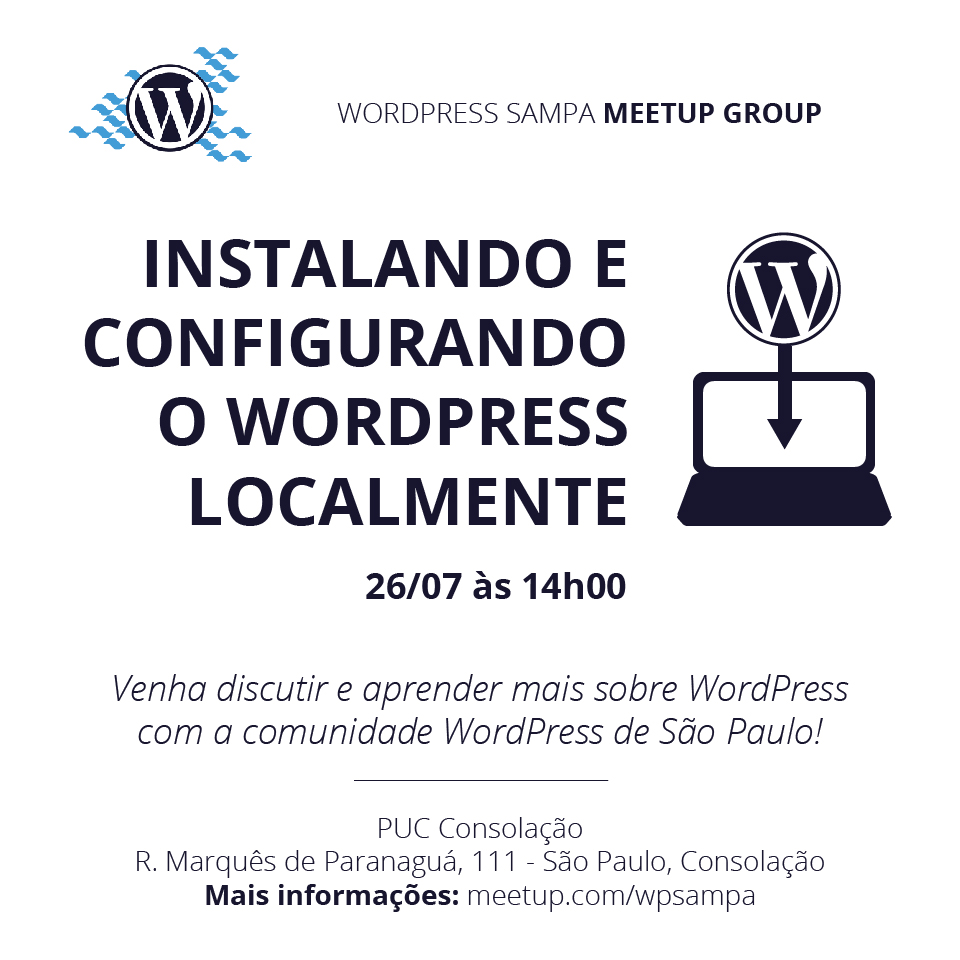 WORDPRESS SAMPA MEETUP GROUP
INSTALANDO E
CONFIGURANDO
O WORDPRESS
LOCALMENTE
26/07 às 14h00
Venha discutir e aprender mais sobre WordPress
com a comunidade WordPress de São Paulo!
PUC Consolação
R. Marquês de Paranaguá, 111 - São Paulo, Consolação
Mais informações: meetup.com/wpsampa